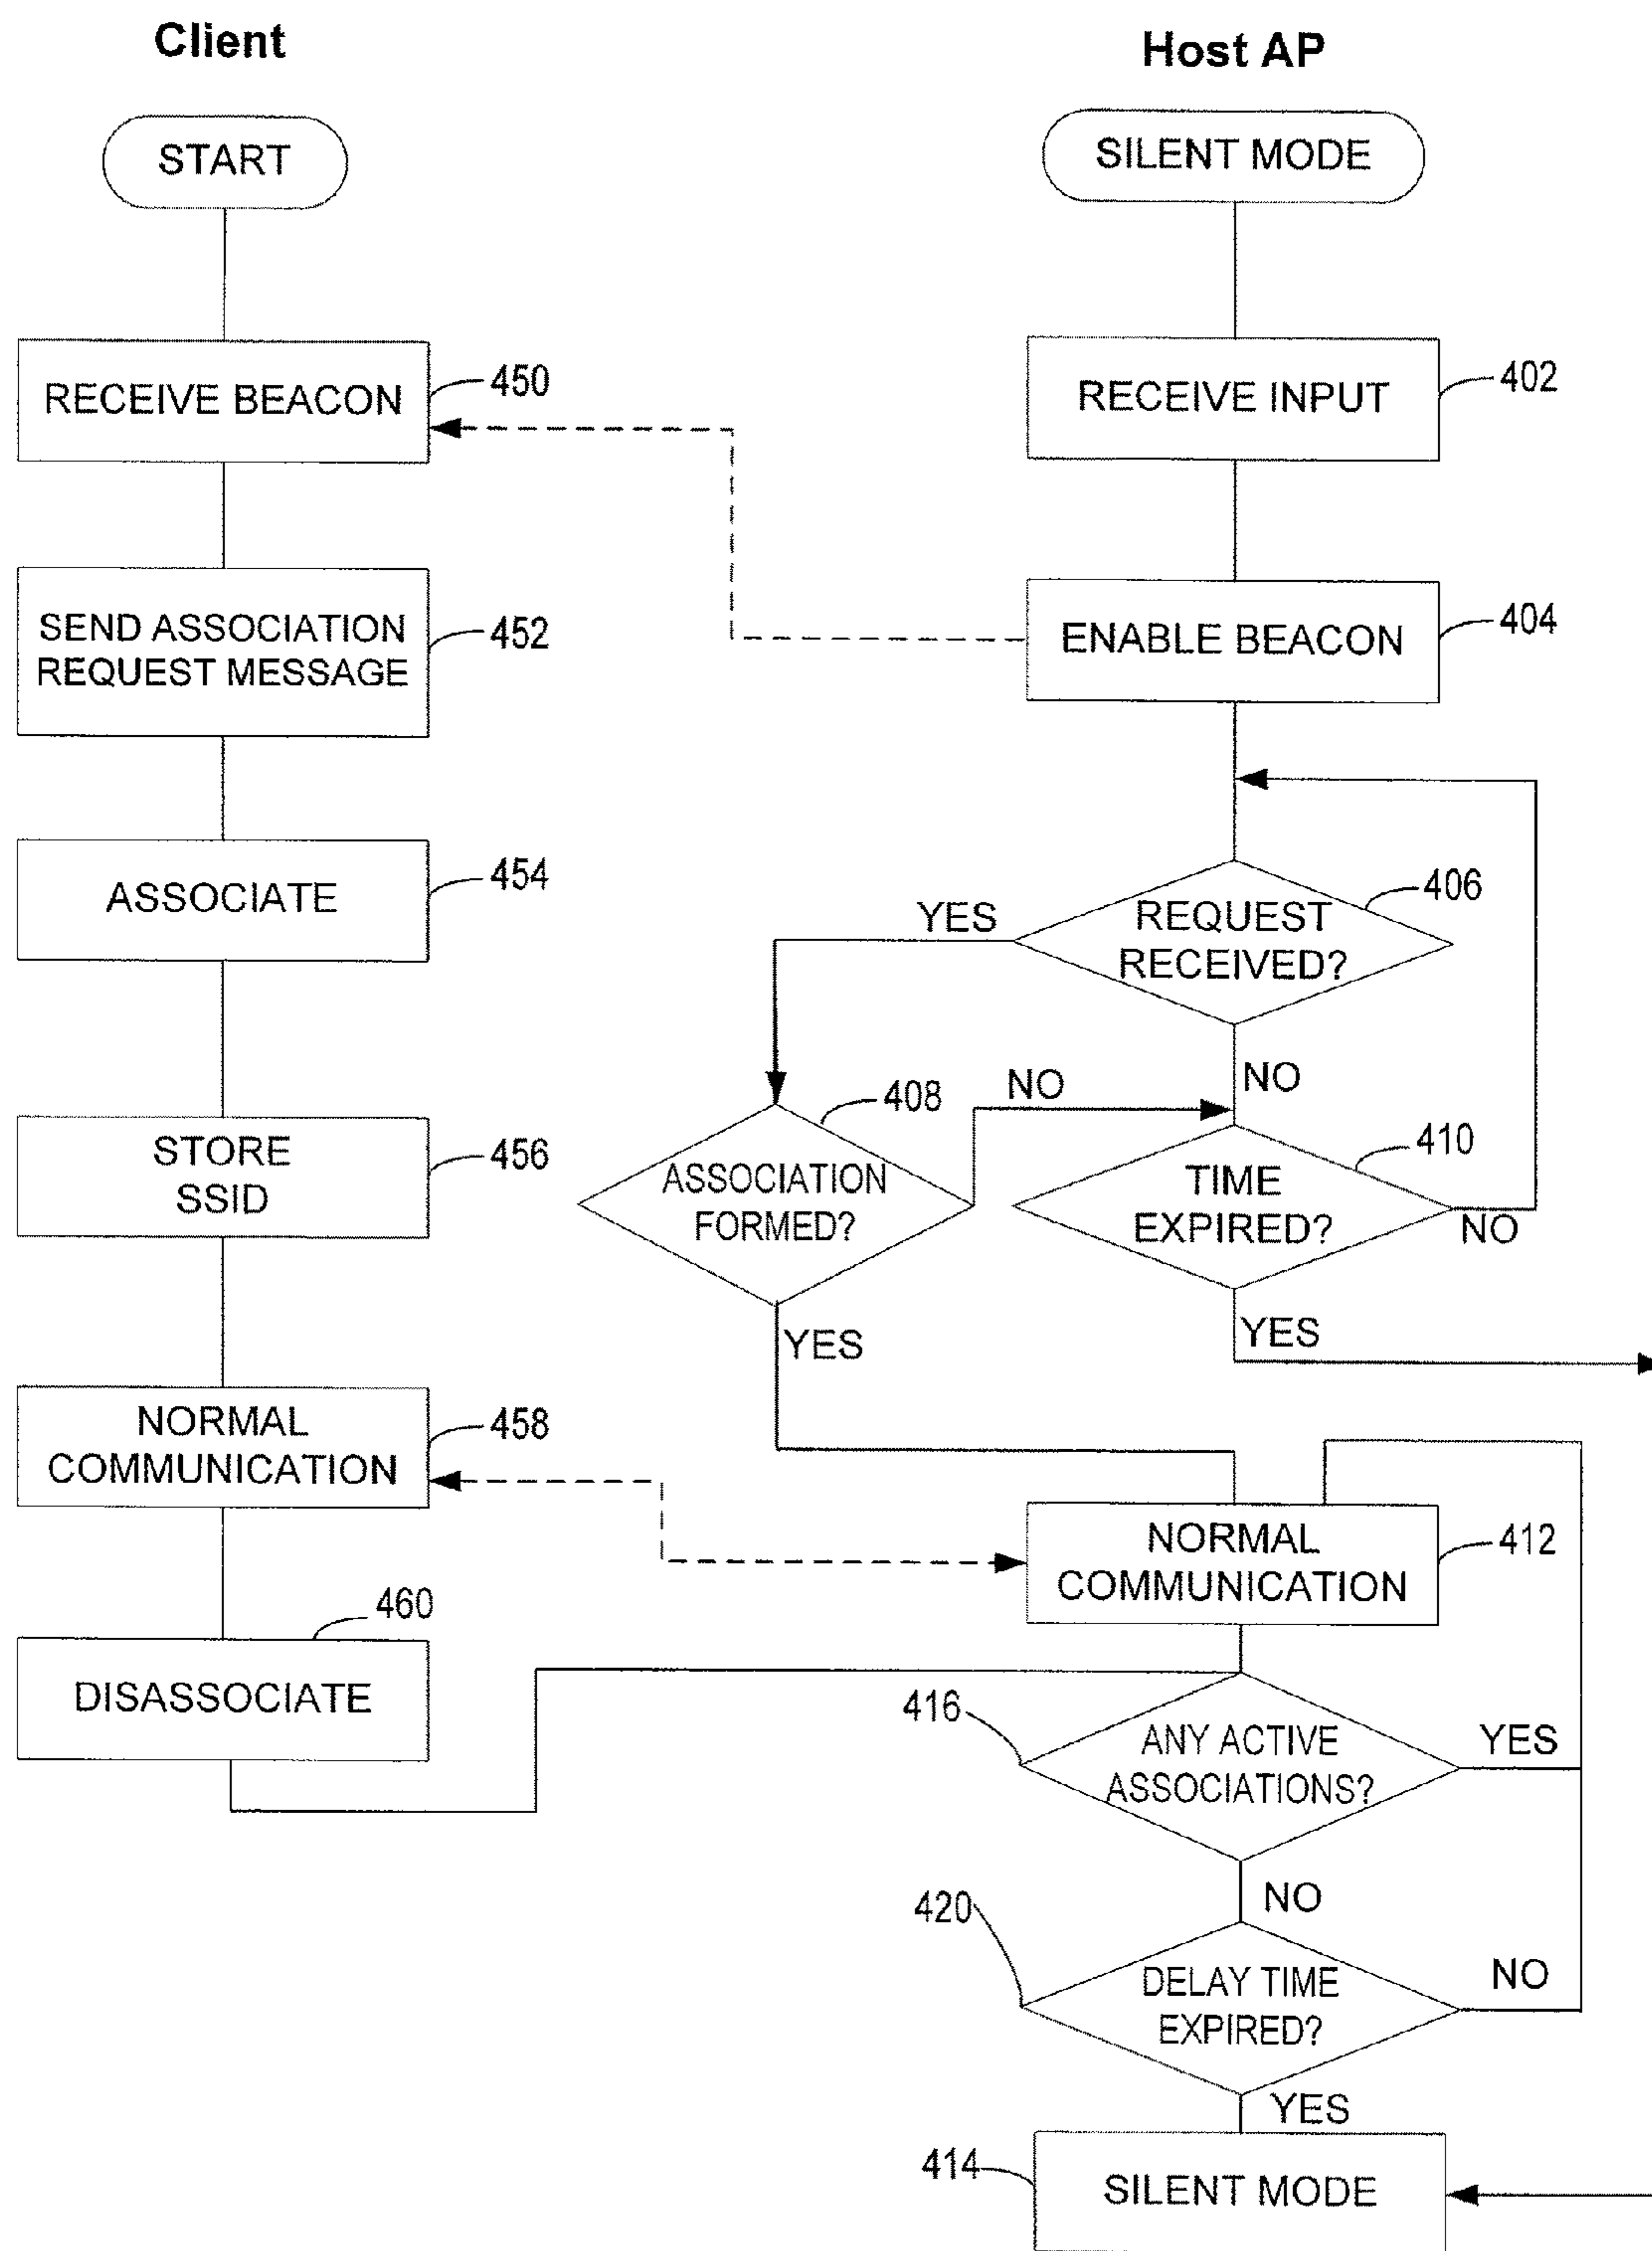 Client
START
RECEIVE BEACON
450
SEND ASSOCIATION
REQUEST MESSAGE
452
ASSOCIATE
454
STORE
SSID
456
NORMAL
COMMUNICATION
458
DISASSOCIATE
460
Host AP
SILENT MODE
RECEIVE INPUT
402
ENABLE BEACON
404
REQUEST
RECEIVED?
406
YES
NO
ASSOCIATION
FORMED?
408
NO
YES
TIME
EXPIRED?
410
NO
YES
NORMAL
COMMUNICATION
412
ANY ACTIVE
ASSOCIATIONS?
416
YES
NO
DELAY TIME
EXPIRED?
420
NO
YES
SILENT MODE
414